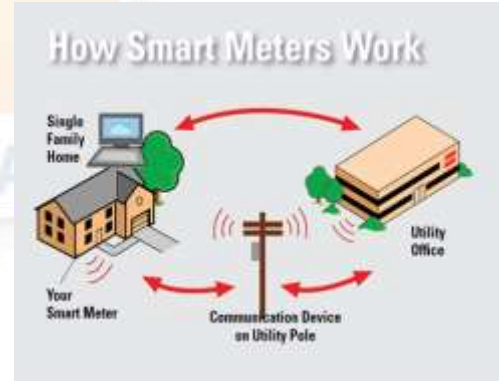 How Smart Meters Work
Single
Family
Home
Utility
Office
Your
Smart Meter
Communication Device
on Utility Pole